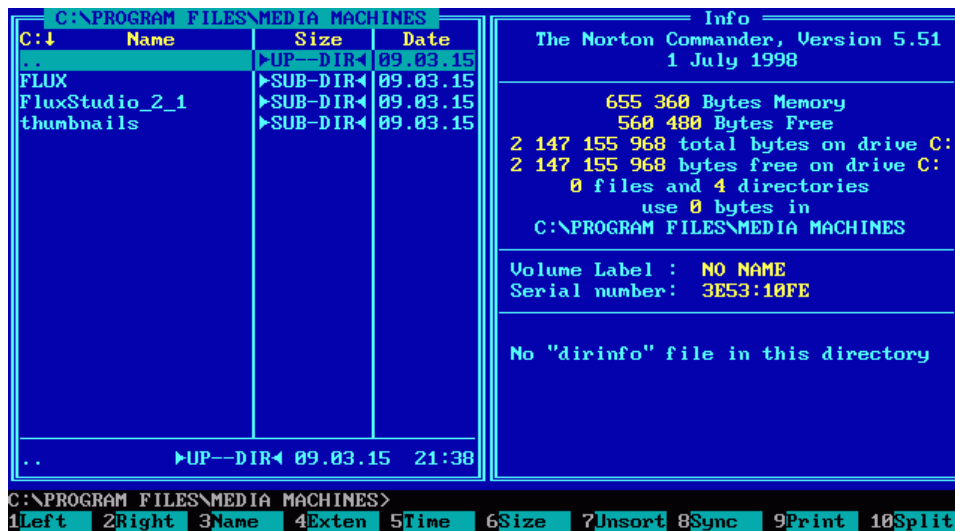 C:\PROGRAM FILES\MEDIA MACHINES
C:↓ Name Size Date
.. ►UP--DIR◄ 09.03.15
FLUX ►SUB-DIR◄ 09.03.15
FluxStudio_2_1 ►SUB-DIR◄ 09.03.15
thumbnails ►SUB-DIR◄ 09.03.15
.. ►UP--DIR◄ 09.03.15 21:38
Info
The Norton Commander, Version 5.51
1 July 1998
655 360 Bytes Memory
560 480 Bytes Free
2 147 155 968 total bytes on drive C:
2 147 155 968 bytes free on drive C:
0 files and 4 directories
use 0 bytes in
C:\PROGRAM FILES\MEDIA MACHINES
Volume Label : NO NAME
Serial number: 3E53:10FE
No "dirinfo" file in this directory
C:\PROGRAM FILES\MEDIA MACHINES>
1Left 2Right 3Name 4Exten 5Time 6Size 7Unsort 8Sync 9Print 10Split